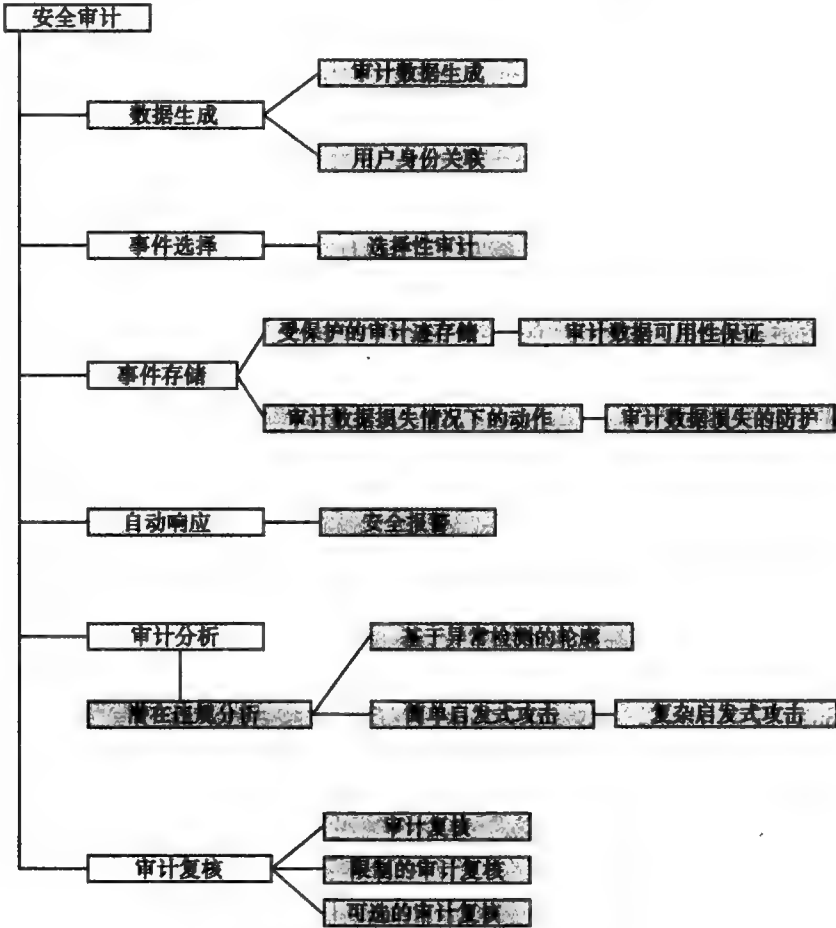 安全审计
审计数据生成
数据生成
用户身份关联
事件选择
选择性审计
受保护的审计迹存储
审计数据可用性保证
事件存储
审计数据损失情况下的动作
审计数据损失的防护
自动响应
安全报警
审计分析
基于异常检测的轮廓
潜在违规分析
简单启发式攻击
复杂启发式攻击
审计复核
审计复核
限制的审计复核
可选的审计复核